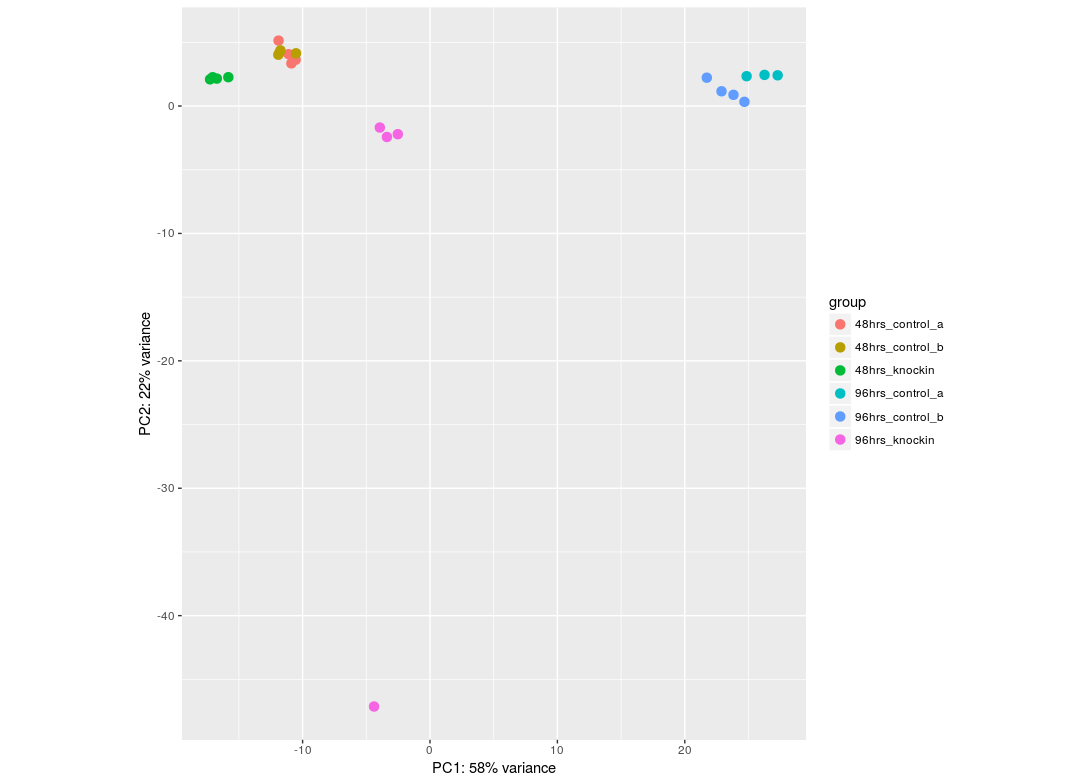 0
-10
-20
-30
-40
PC2: 22% variance
-10
0
10
20
PC1: 58% variance
group
48hrs_control_a
48hrs_control_b
48hrs_knockin
96hrs_control_a
96hrs_control_b
96hrs_knockin